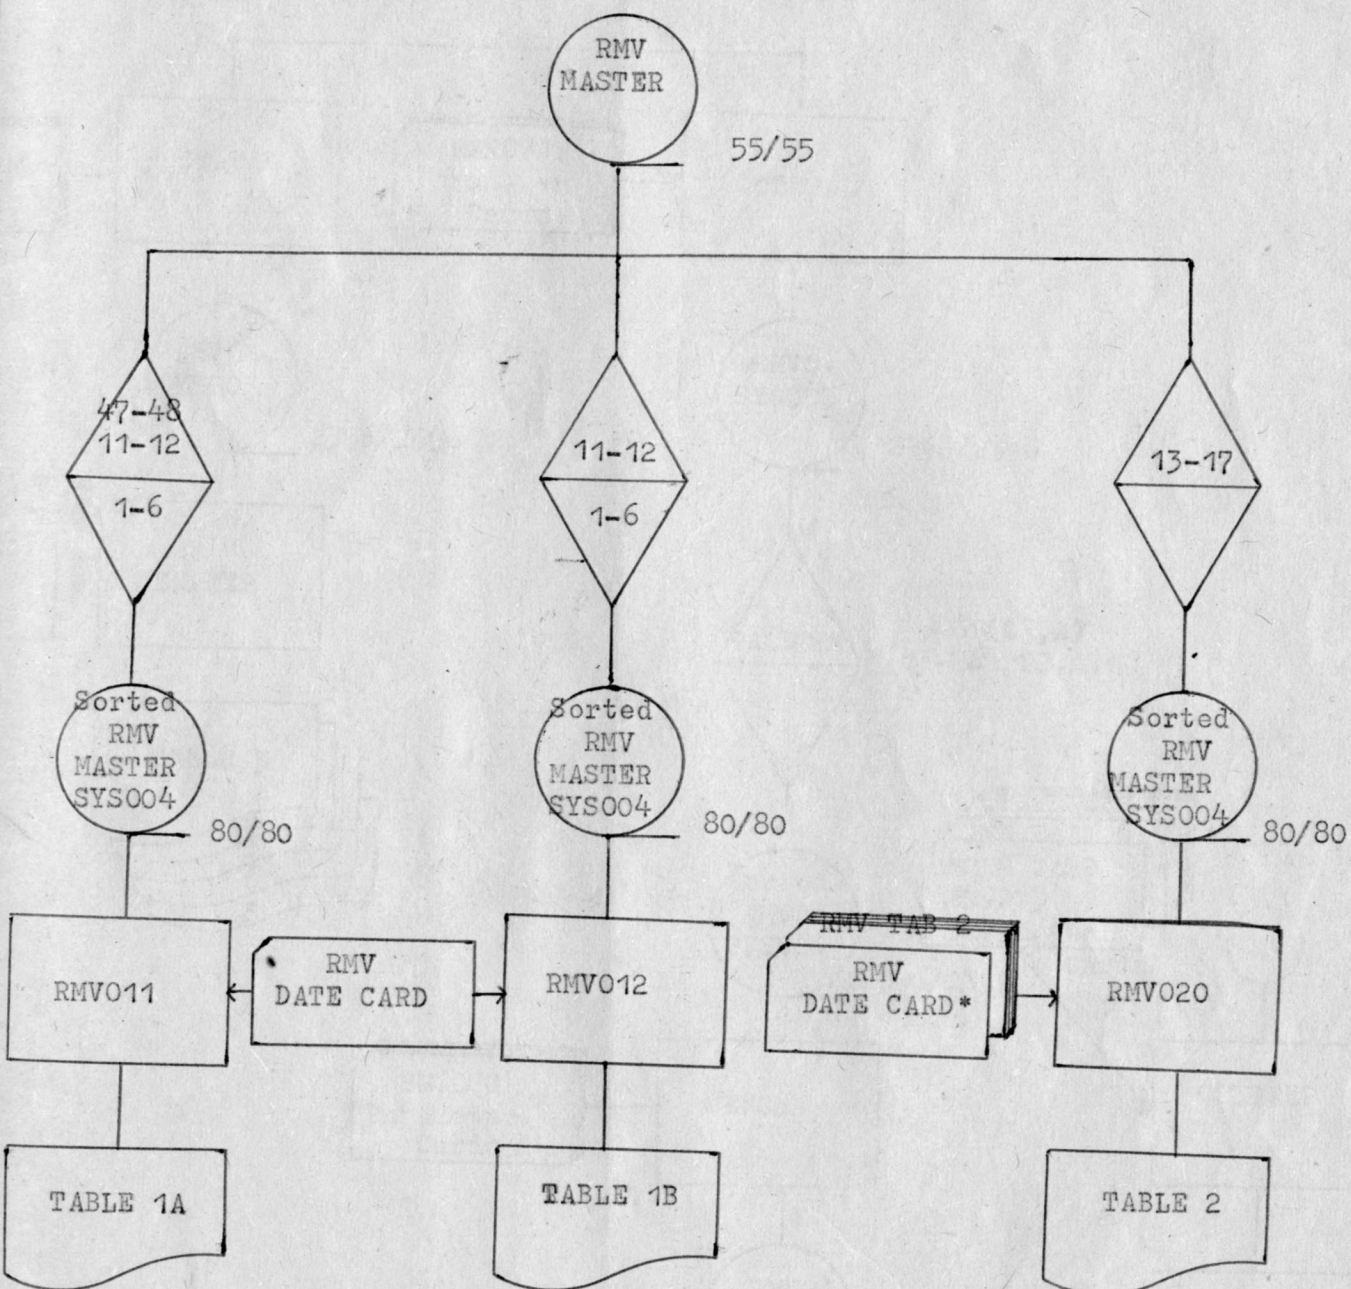 RMV
MASTER
55/55
47-48
11-12
1-6
11-12
1-6
13-17
Sorted
RMV
MASTER
SYS004
80/80
Sorted
RMV
MASTER
SYS004
80/80
Sorted
RMV
MASTER
SYS004
80/80
RMV011
RMV
DATE CARD
RMV012
RMV TAB 2
RMV
DATE CARD*
RMV020
TABLE 1A
TABLE 1B
TABLE 2